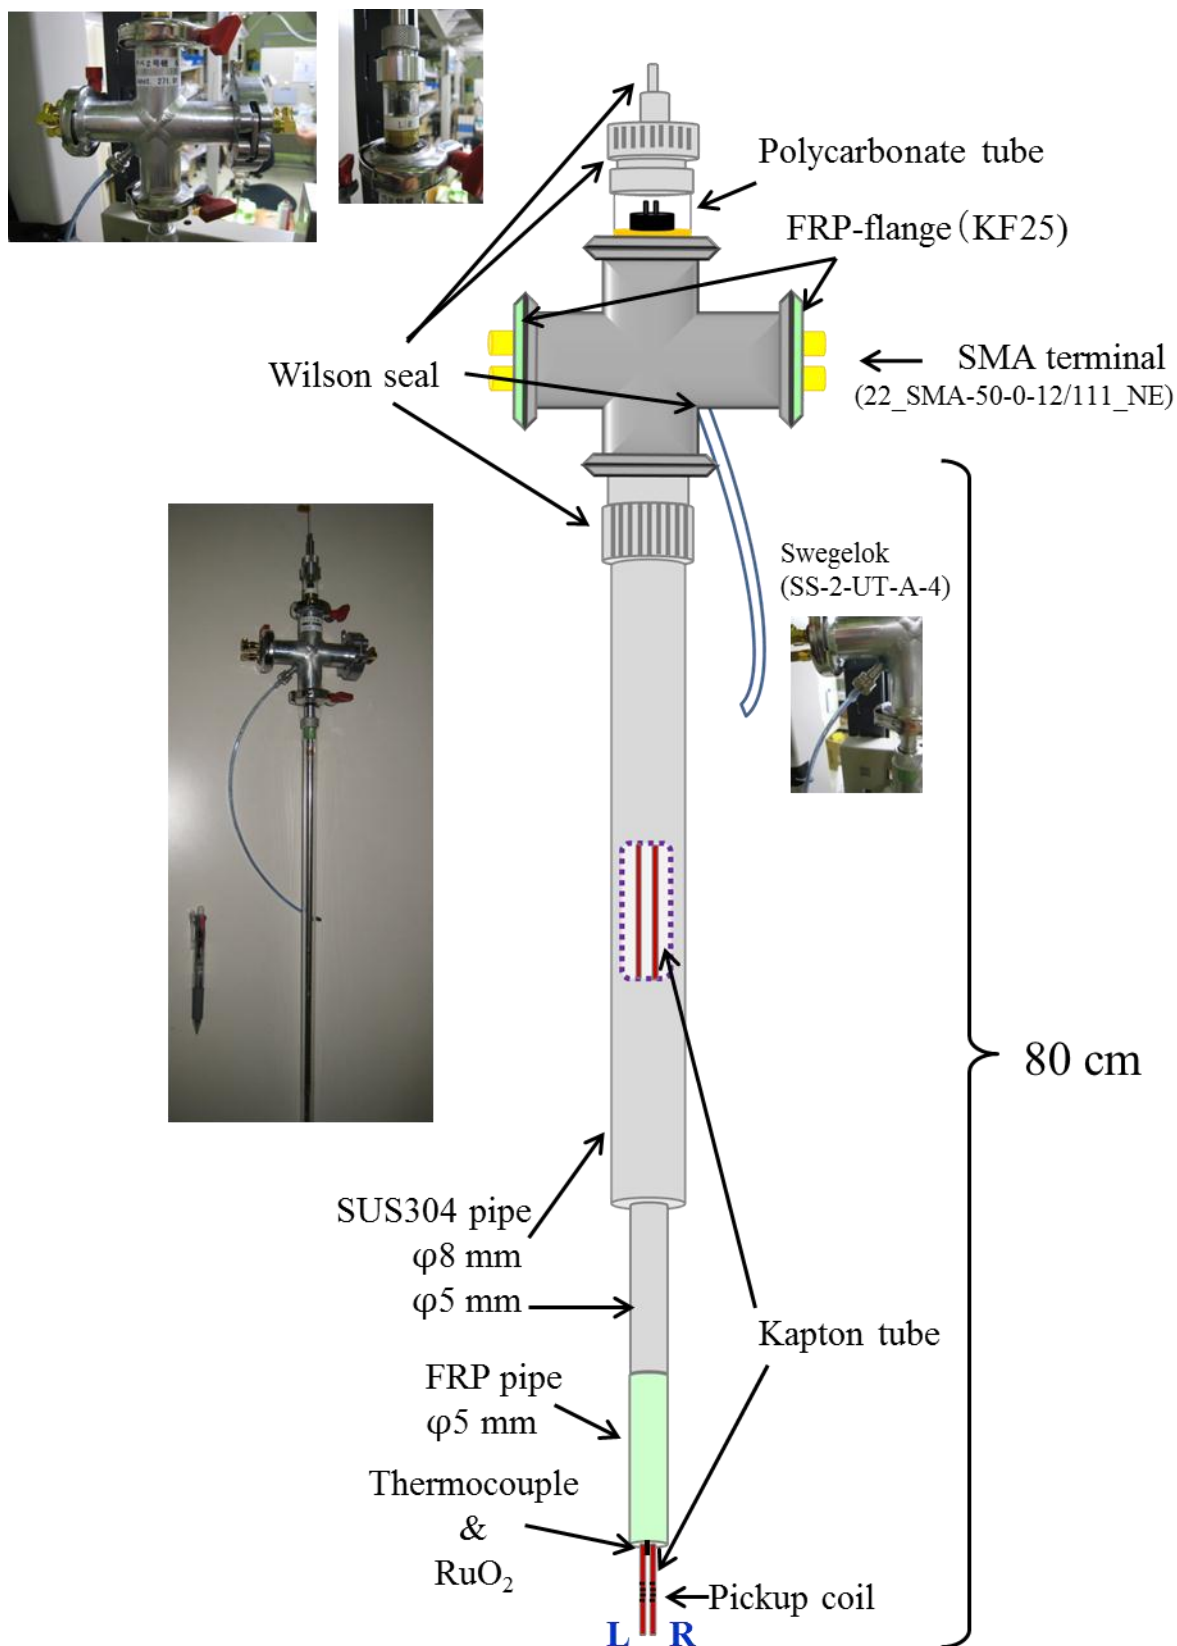 Polycarbonate tube
FRP-flange（KF25）
Wilson seal
SMA terminal
(22_SMA-50-0-12/111_NE)
Swegelok
(SS-2-UT-A-4)
80 cm
SUS304 pipe
φ8 mm
φ5 mm
Kapton tube
FRP pipe
φ5 mm
Thermocouple
&
RuO₂
Pickup coil
L R